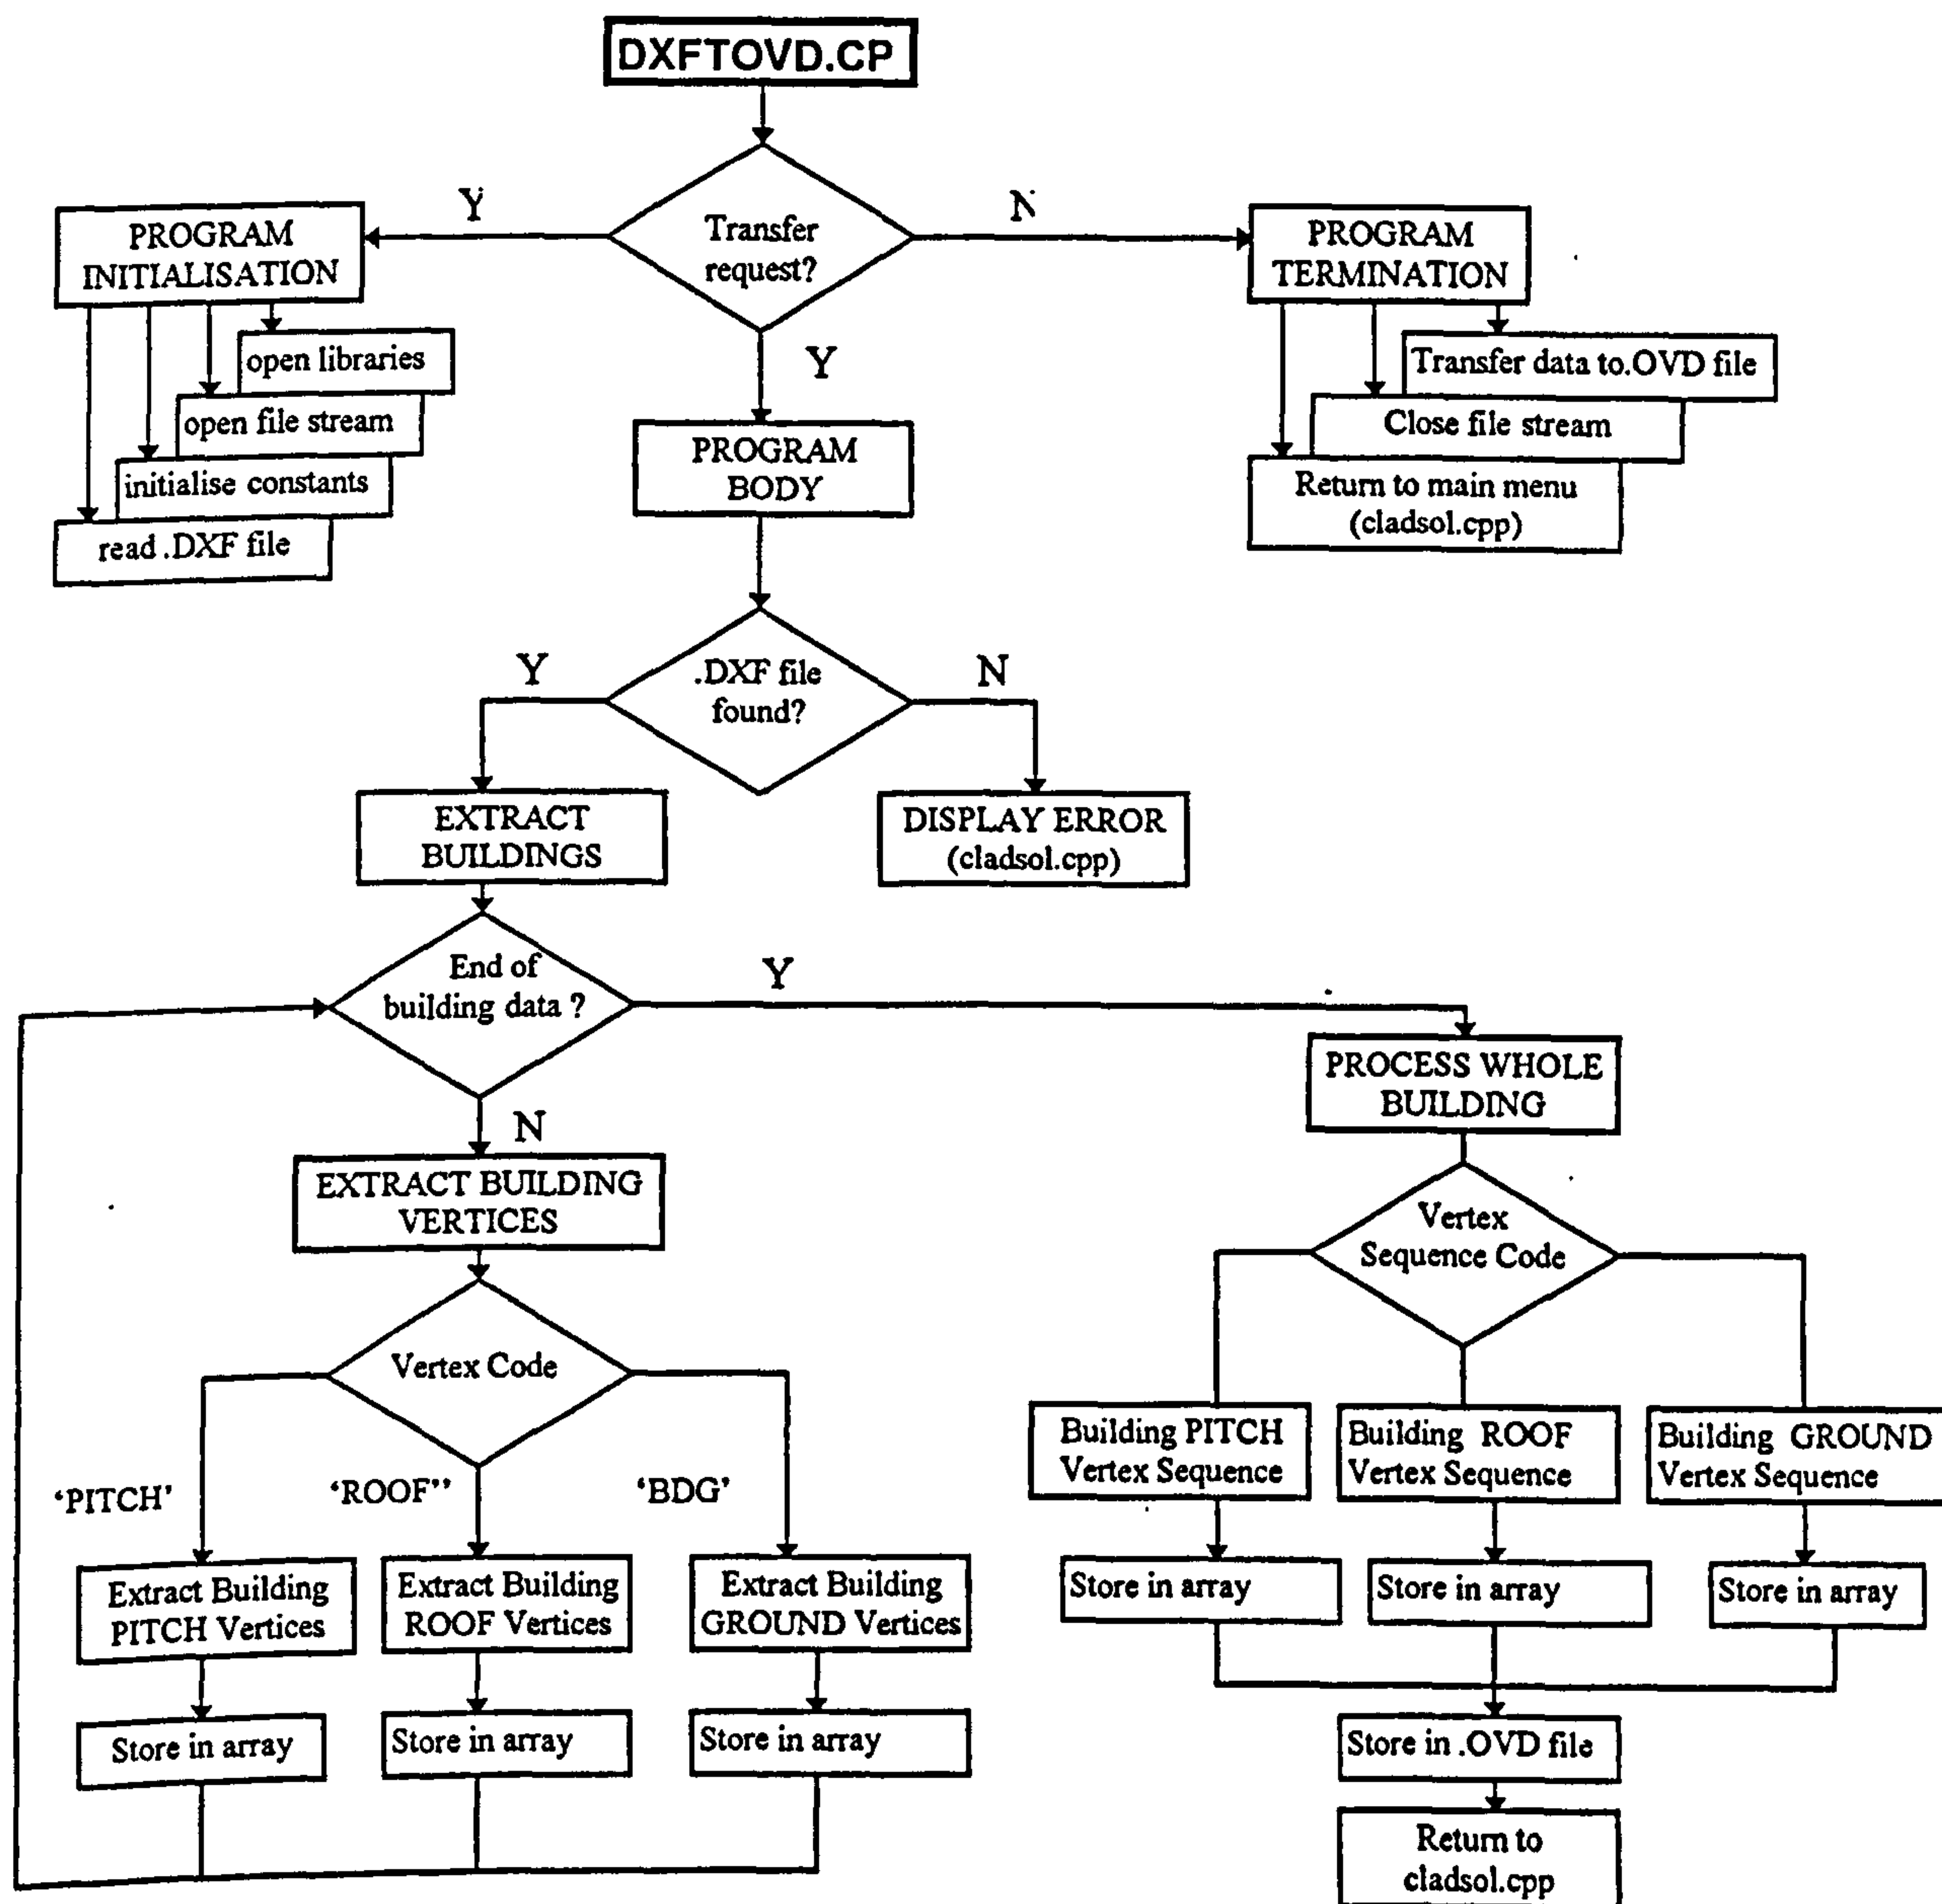 DXFTOVD.CP
Y
N
Transfer
request?
PROGRAM
INITIALISATION
PROGRAM
TERMINATION
open libraries
open file stream
initialise constants
read .DXF file
Y
Transfer data to.OVD file
Close file stream
Return to main menu
(cladsol.cpp)
PROGRAM
BODY
Y
.DXF file
found?
N
EXTRACT
BUILDINGS
DISPLAY ERROR
(cladsol.cpp)
End of
building data ?
Y
N
PROCESS WHOLE
BUILDING
EXTRACT BUILDING
VERTICES
Vertex
Sequence Code
Vertex Code
‘PITCH’
‘ROOF’’
‘BDG’
Building PITCH
Vertex Sequence
Building ROOF
Vertex Sequence
Building GROUND
Vertex Sequence
Extract Building
PITCH Vertices
Extract Building
ROOF Vertices
Extract Building
GROUND Vertices
Store in array
Store in array
Store in array
Store in array
Store in array
Store in array
Store in .OVD file
Return to
cladsol.cpp